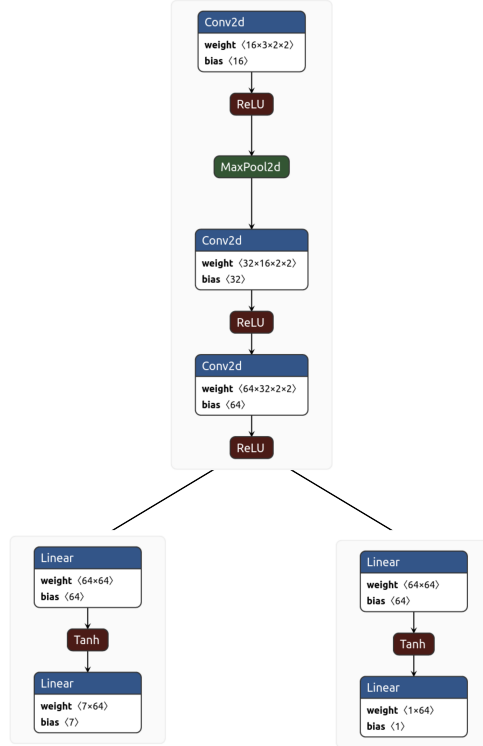 Conv2d
weight 〈16×3×2×2〉
bias 〈16〉
ReLU
MaxPool2d
Conv2d
weight 〈32×16×2×2〉
bias 〈32〉
ReLU
Conv2d
weight 〈64×32×2×2〉
bias 〈64〉
ReLU
Linear
weight 〈64×64〉
bias 〈64〉
Tanh
Linear
weight 〈7×64〉
bias 〈7〉
Linear
weight 〈64×64〉
bias 〈64〉
Tanh
Linear
weight 〈1×64〉
bias 〈1〉